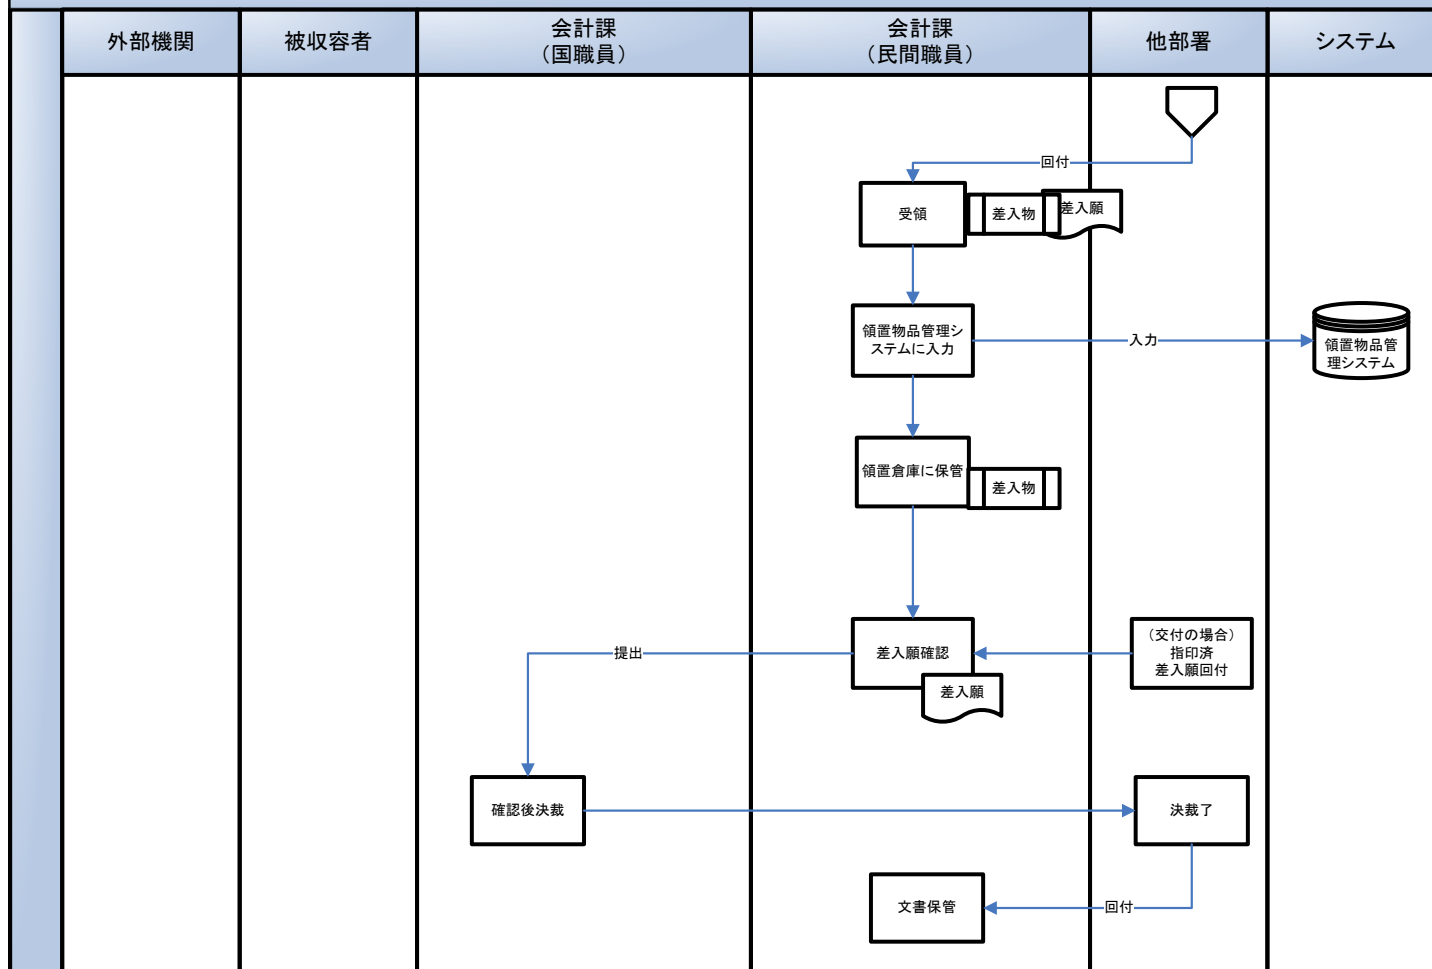 外部機関
被収容者
会計課
（国職員）
会計課
（民間職員）
他部署
システム
回付
受領
差入物
差入願
領置物品管理シ
ステムに入力
入力
領置物品管
理システム
領置倉庫に保管
差入物
提出
差入願確認
（交付の場合）
指印済
差入願回付
差入願
確認後決裁
決裁了
文書保管
回付